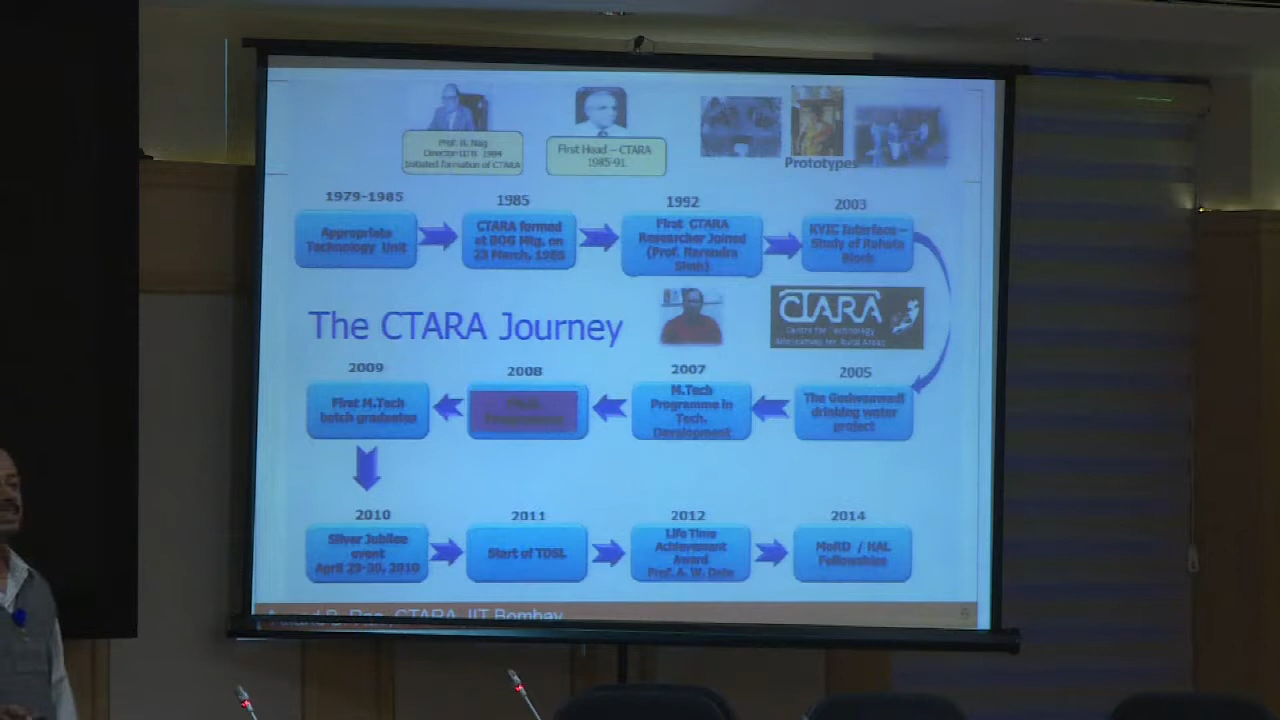 Prof. B. Nag
Director IITB 1984
Initiated formation of CTARA
First Head – CTARA
1985-91
Prototypes
1979-1985
Appropriate
Technology Unit
1985
CTARA formed
at BOG Mtg. on
23 March, 1985
1992
First CTARA
Researcher Joined
(Prof. Narendra
Shah)
2003
KVIC Interface –
Study of Rahata
Block
The CTARA Journey
CTARA
Centre for Technology
Alternatives for Rural Areas
2009
First M.Tech
batch graduates
2008
2007
M.Tech
Programme in
Tech.
Development
2005
The
drinking water
project
2010
Silver Jubilee
event
April 29-30, 2010
2011
Start of TDSL
2012
Life Time
Achievement
Award
Prof. A. W. Date
2014
MoRD / HAL
Fellowships
CTARA, IIT Bombay